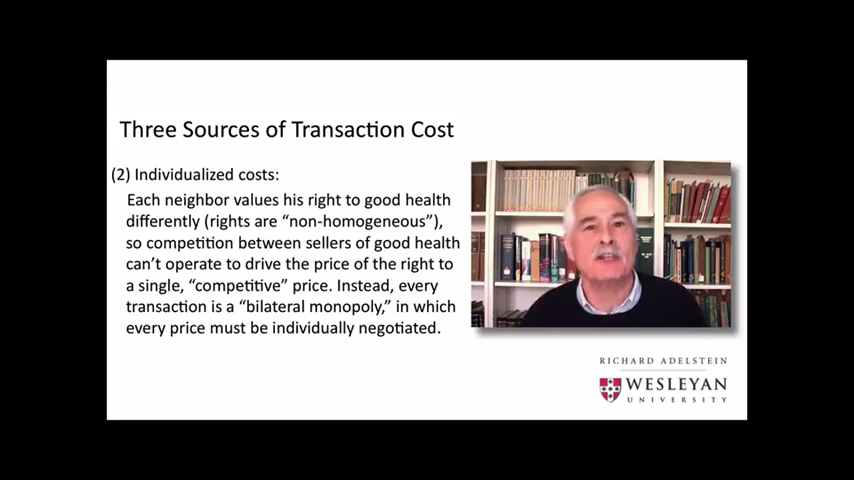 Three Sources of Transaction Cost
(2) Individualized costs:
Each neighbor values his right to good health
differently (rights are “non-homogeneous”),
so competition between sellers of good health
can’t operate to drive the price of the right to
a single, “competitive” price. Instead, every
transaction is a “bilateral monopoly,” in which
every price must be individually negotiated.
RICHARD ADELSTEIN
WESLEYAN
UNIVERSITY